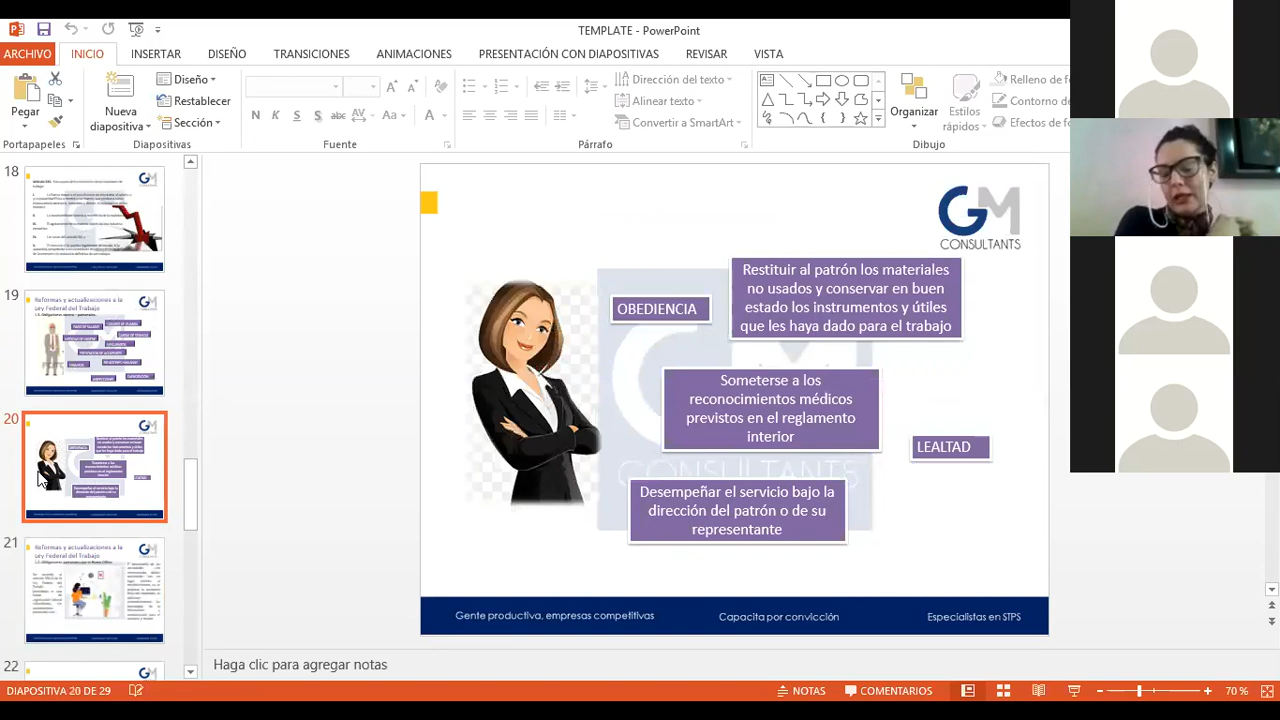 TEMPLATE - PowerPoint
ARCHIVO INICIO INSERTAR DISEÑO TRANSICIONES ANIMACIONES PRESENTACIÓN CON DIAPOSITIVAS REVISAR VISTA
Pegar
Nueva
diapositiva
Diseño
Restablecer
Sección
N K S S abc AV Aa A
Dirección del texto
Alinear texto
Convertir a SmartArt
Organizar
Estilos
rápidos
Relleno de f
Contorno de
Efectos de fo
Portapapeles Diapositivas Fuente Párrafo Dibujo
18
19
Reformas y actualizaciones a la
Ley Federal del Trabajo
20
21
Reformas y actualizaciones a la
Ley Federal del Trabajo
22
GM
CONSULTANTS
OBEDIENCIA
Restituir al patrón los materiales
no usados y conservar en buen
estado los instrumentos y útiles
que les haya dado para el trabajo
Someterse a los
reconocimientos médicos
previstos en el reglamento
interior
LEALTAD
Desempeñar el servicio bajo la
dirección del patrón o de su
representante
Gente productiva, empresas competitivas
Capacita por convicción
Especialistas en STPS
Haga clic para agregar notas
DIAPOSITIVA 20 DE 29
NOTAS
COMENTARIOS
70 %